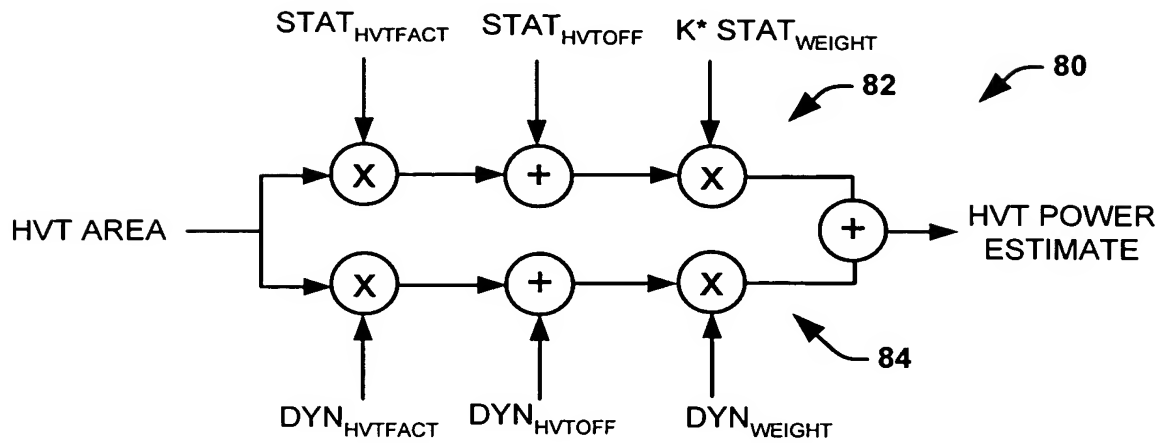 STAT_HVTFACT STAT_HVTOFF K* STAT_WEIGHT
80
82
X + X
HVT AREA
+
HVT POWER
ESTIMATE
X + X
84
DYN_HVTFACT DYN_HVTOFF DYN_WEIGHT